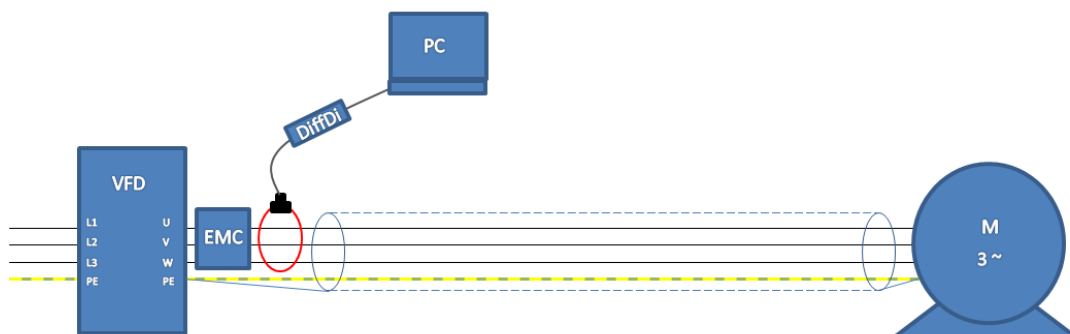 PC
DiffDi
VFD
L1 U
L2 V
L3 W
PE PE
EMC
M
3 ~